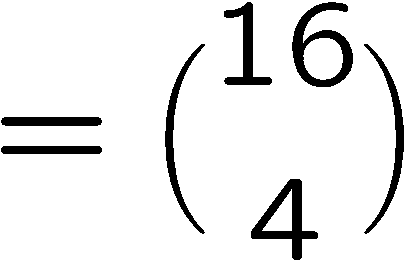 = (16
4)